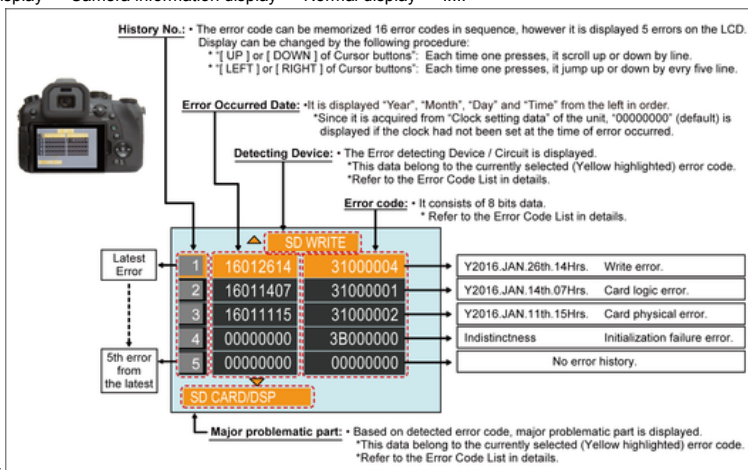 splay Camera information display Normal display
History No.: • The error code can be memorized 16 error codes in sequence, however it is displayed 5 errors on the LCD.
Display can be changed by the following procedure:
* "[ UP ] or [ DOWN ] of Cursor buttons": Each time one presses, it scroll up or down by line.
* "[ LEFT ] or [ RIGHT ] of Cursor buttons": Each time one presses, it jump up or down by evry five line.
Error Occurred Date: •It is displayed "Year", "Month", "Day" and "Time" from the left in order.
*Since it is acquired from "Clock setting data" of the unit, "00000000" (default) is
displayed if the clock had not been set at the time of error occurred.
Detecting Device: • The Error detecting Device / Circuit is displayed.
*This data belong to the currently selected (Yellow highlighted) error code.
*Refer to the Error Code List in details.
Error code: • It consists of 8 bits data.
* Refer to the Error Code List in details.
SD WRITE
Latest
Error
1 16012614 31000004 Y2016.JAN.26th.14Hrs. Write error.
2 16011407 31000001 Y2016.JAN.14th.07Hrs. Card logic error.
3 16011115 31000002 Y2016.JAN.11th.15Hrs. Card physical error.
4 00000000 3B000000 Indistinctness Initialization failure error.
5 00000000 00000000 No error history.
5th error
from
the latest
SD CARD/DSP
Major problematic part: • Based on detected error code, major problematic part is displayed.
*This data belong to the currently selected (Yellow highlighted) error code.
*Refer to the Error Code List in details.